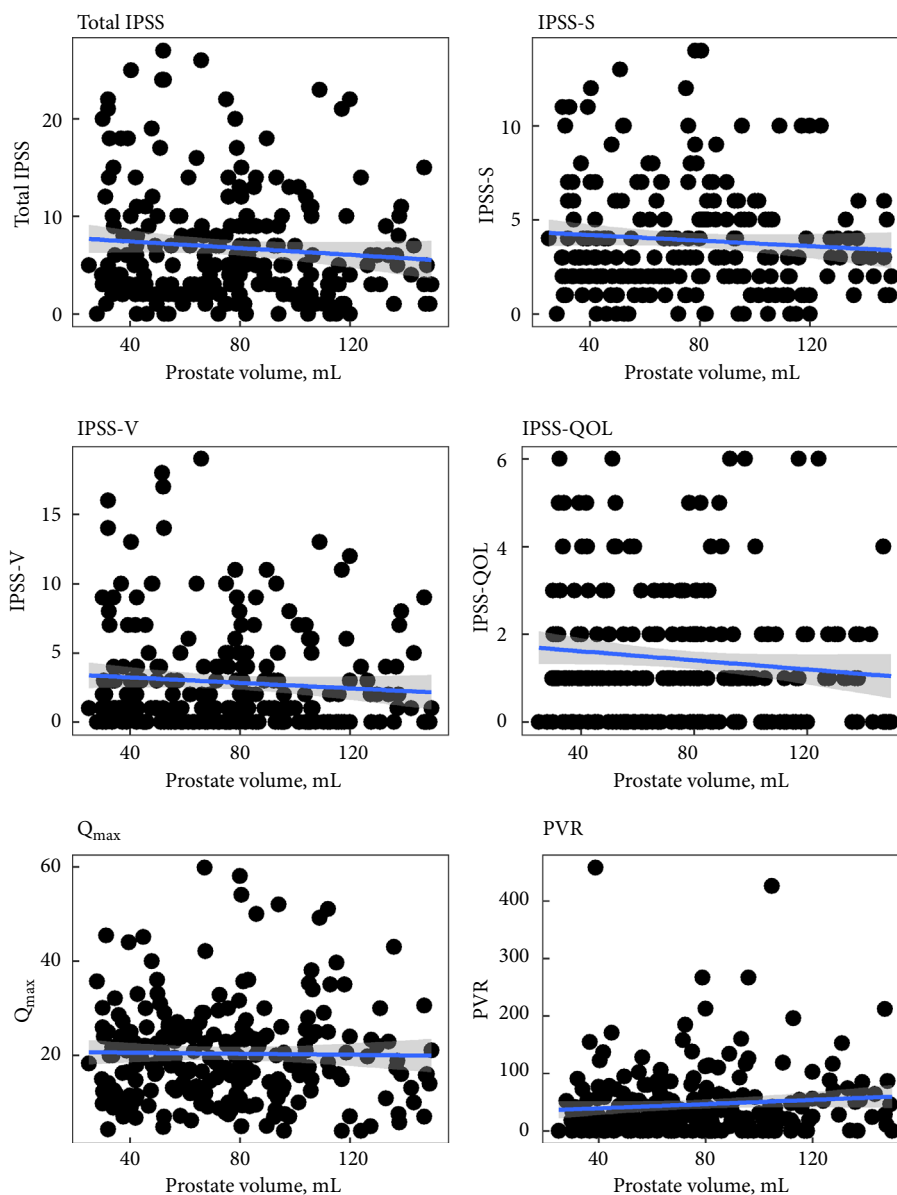 Total IPSS
Total IPSS
20
10
0
40 80 120
Prostate volume, mL
IPSS-S
IPSS-S
10
5
0
40 80 120
Prostate volume, mL
IPSS-V
IPSS-V
15
10
5
0
40 80 120
Prostate volume, mL
IPSS-QOL
IPSS-QOL
6
4
2
0
40 80 120
Prostate volume, mL
Qmax
Qmax
60
40
20
40 80 120
Prostate volume, mL
PVR
PVR
400
300
200
100
0
40 80 120
Prostate volume, mL